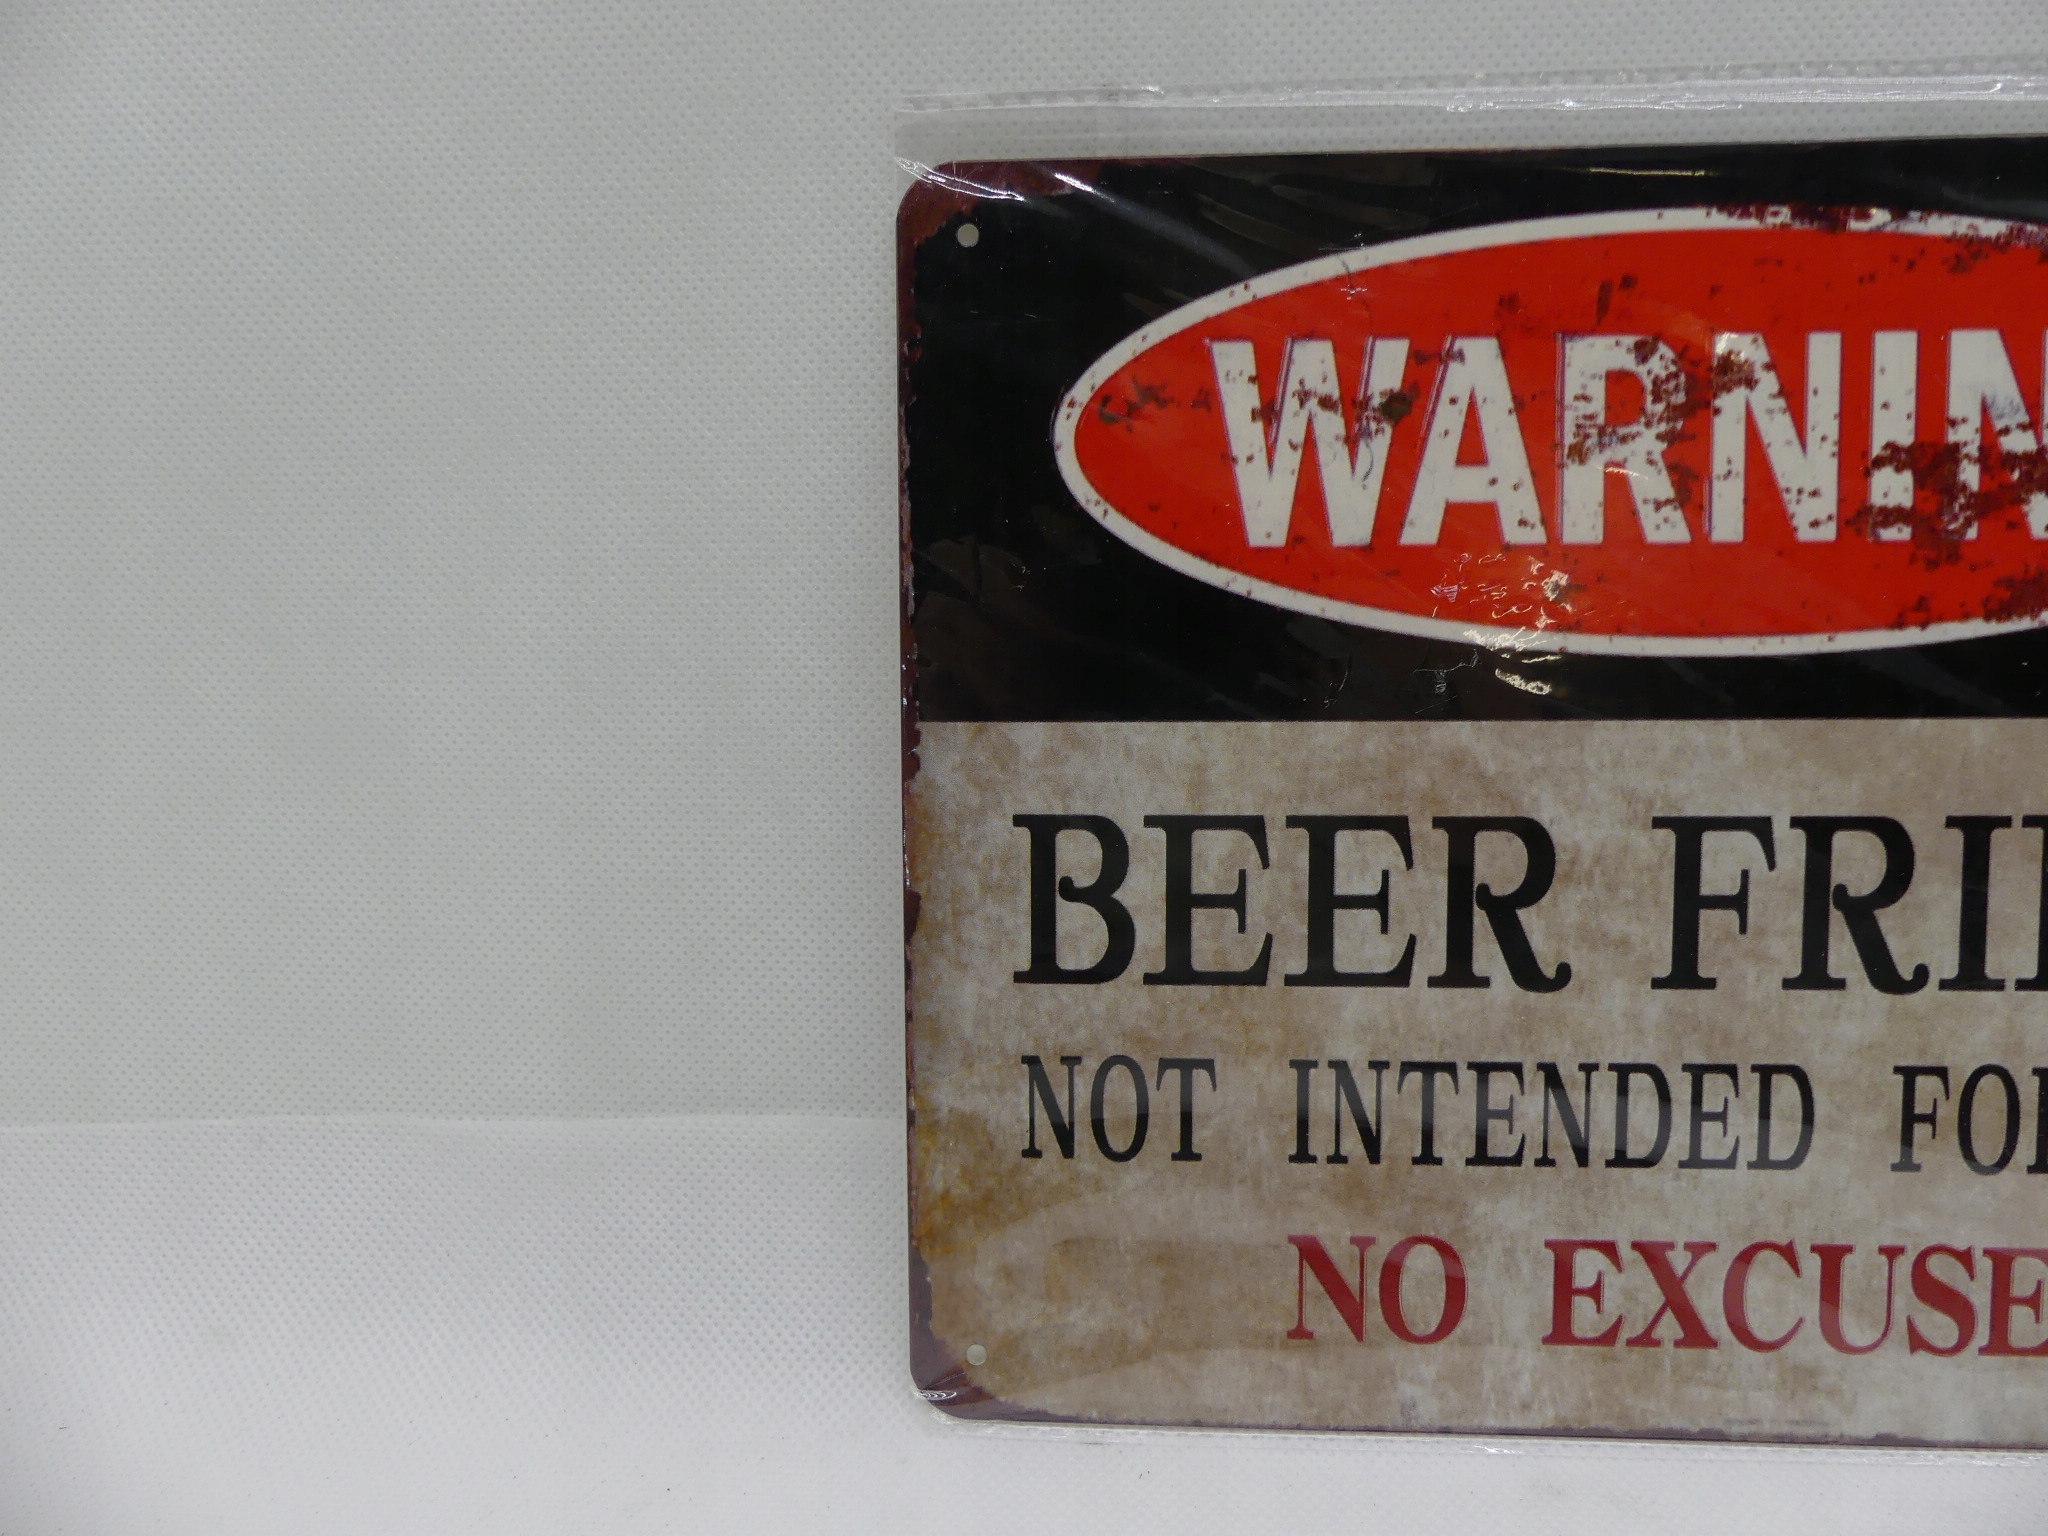 WARNIN
BEER FRI
NOT INTENDED FO
NO EXCUSE